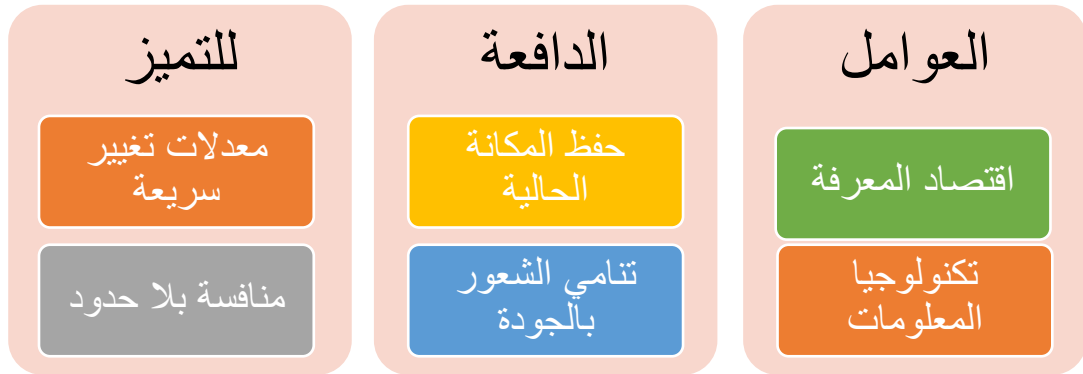 العوامل
اقتصاد المعرفة
تكنولوجيا
المعلومات
الدافعة
حفظ المكانة
الحالية
تنامي الشعور
بالجودة
للتميز
معدلات تغيير
سريعة
منافسة بلا حدود